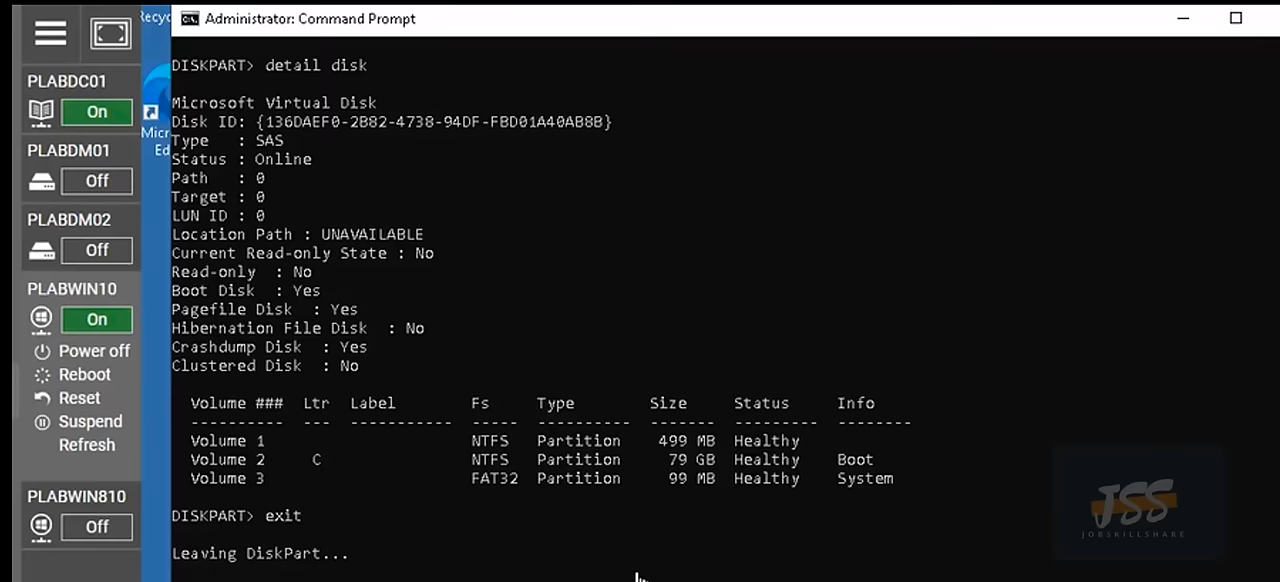 Recyc
Administrator: Command Prompt
PLABDC01
On
PLABDM01
Off
PLABDM02
Off
PLABWIN10
On
Power off
Reboot
Reset
Suspend
Refresh
PLABWIN810
Off
Micr
Ed
DISKPART> detail disk
Microsoft Virtual Disk
Disk ID: {136DAEF0-2B82-4738-94DF-FBD01A40AB8B}
Type   : SAS
Status : Online
Path   : 0
Target : 0
LUN ID : 0
Location Path : UNAVAILABLE
Current Read-only State : No
Read-only  : No
Boot Disk  : Yes
Pagefile Disk  : Yes
Hibernation File Disk  : No
Crashdump Disk  : Yes
Clustered Disk  : No
Volume ###  Ltr  Label        Fs     Type        Size     Status     Info
----------  ---  -----------  -----  ----------  -------  ---------  --------
Volume 1                      NTFS   Partition    499 MB  Healthy
Volume 2     C                NTFS   Partition     79 GB  Healthy    Boot
Volume 3                      FAT32  Partition     99 MB  Healthy    System
DISKPART> exit
Leaving DiskPart...
JSS
JOBSKILLSHARE